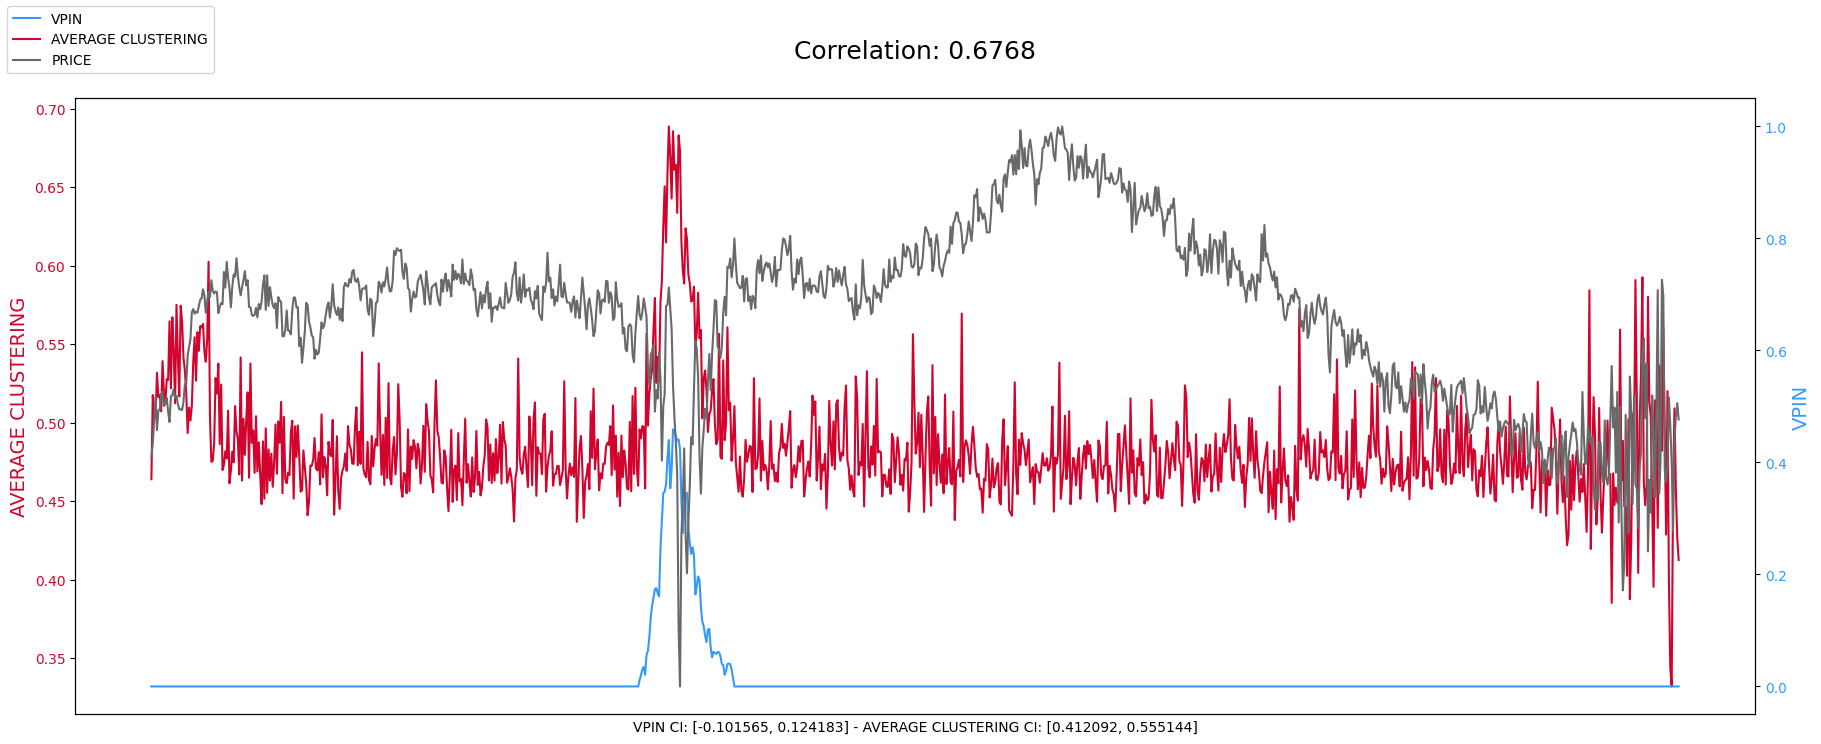 VPIN
AVERAGE CLUSTERING
PRICE
Correlation: 0.6768
AVERAGE CLUSTERING
0.70
0.65
0.60
0.55
0.50
0.45
0.40
0.35
1.0
0.8
0.6
0.4
0.2
0.0
VPIN
VPIN CI: [-0.101565, 0.124183] - AVERAGE CLUSTERING CI: [0.412092, 0.555144]